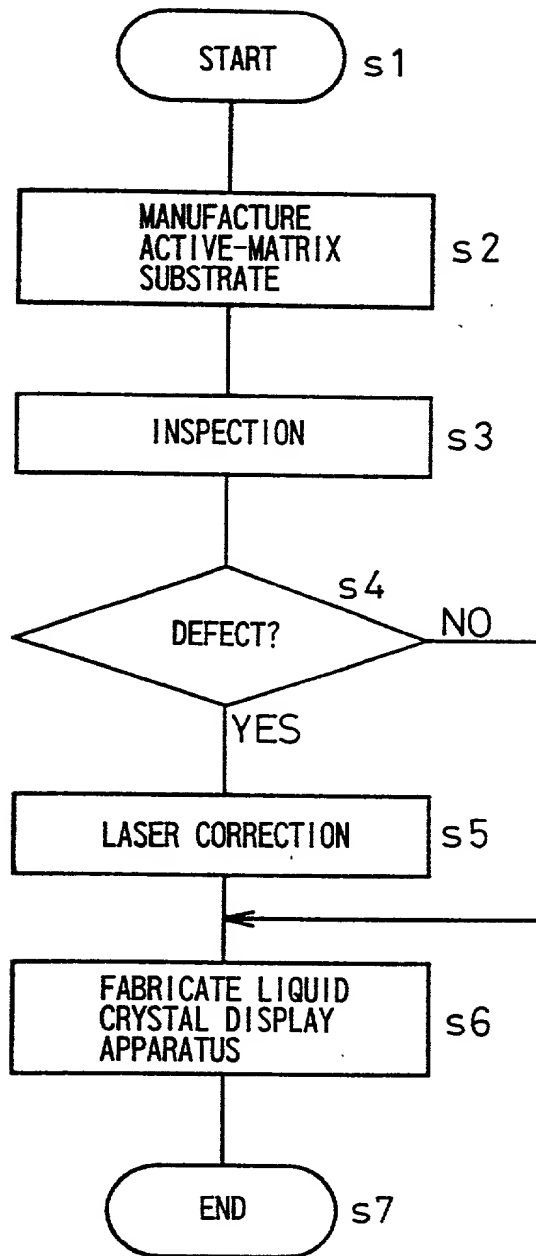 START
s1
MANUFACTURE
ACTIVE-MATRIX
SUBSTRATE
s2
INSPECTION
s3
s4
DEFECT?
NO
YES
LASER CORRECTION
s5
FABRICATE LIQUID
CRYSTAL DISPLAY
APPARATUS
s6
END
s7